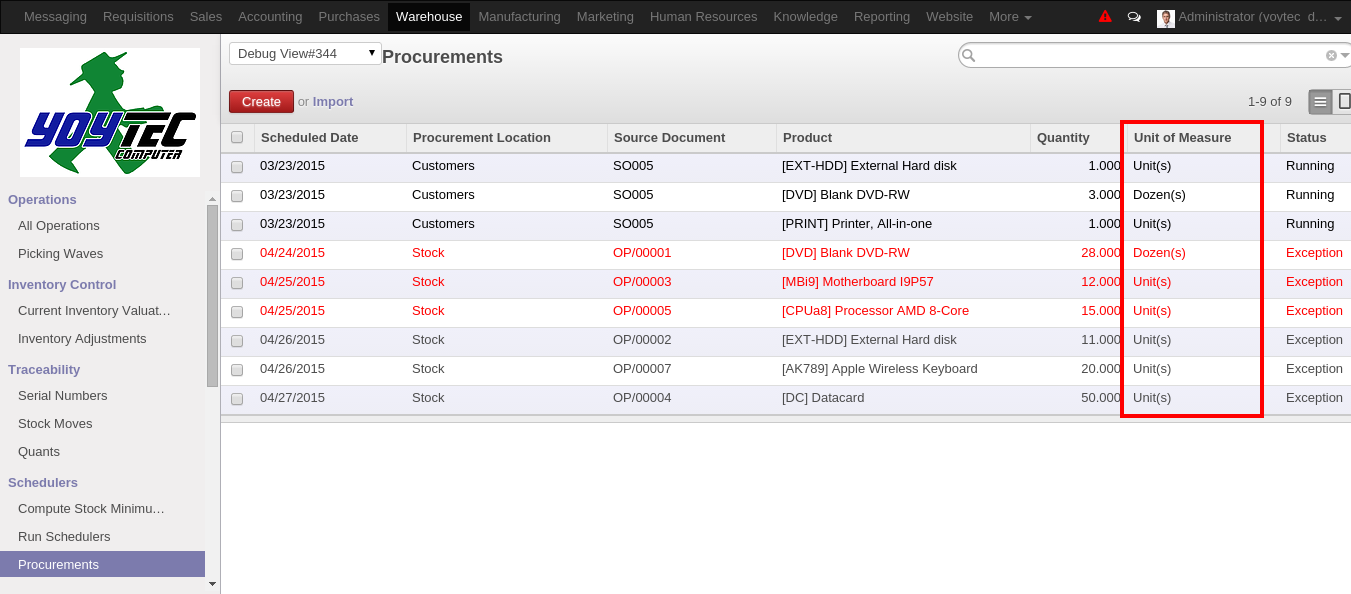 Messaging Requisitions Sales Accounting Purchases Warehouse Manufacturing Marketing Human Resources Knowledge Reporting Website More Administrator (yoytec_d…
YOYTEC
COMPUTER
Debug View#344 Procurements
Create or Import 1-9 of 9
Operations
All Operations
Picking Waves
Inventory Control
Current Inventory Valuat…
Inventory Adjustments
Traceability
Serial Numbers
Stock Moves
Quants
Schedulers
Compute Stock Minimu…
Run Schedulers
Procurements
Scheduled Date Procurement Location Source Document Product Quantity Unit of Measure Status
03/23/2015 Customers SO005 [EXT-HDD] External Hard disk 1.000 Unit(s) Running
03/23/2015 Customers SO005 [DVD] Blank DVD-RW 3.000 Dozen(s) Running
03/23/2015 Customers SO005 [PRINT] Printer, All-in-one 1.000 Unit(s) Running
04/24/2015 Stock OP/00001 [DVD] Blank DVD-RW 28.000 Dozen(s) Exception
04/25/2015 Stock OP/00003 [MBi9] Motherboard I9P57 12.000 Unit(s) Exception
04/25/2015 Stock OP/00005 [CPUa8] Processor AMD 8-Core 15.000 Unit(s) Exception
04/26/2015 Stock OP/00002 [EXT-HDD] External Hard disk 11.000 Unit(s) Exception
04/26/2015 Stock OP/00007 [AK789] Apple Wireless Keyboard 20.000 Unit(s) Exception
04/27/2015 Stock OP/00004 [DC] Datacard 50.000 Unit(s) Exception